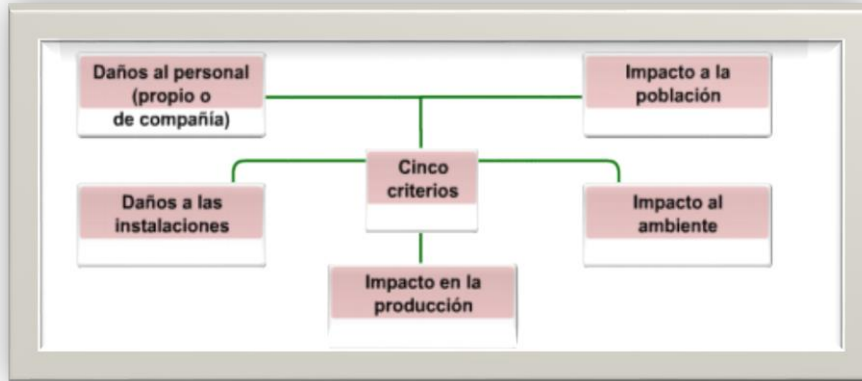 Daños al personal
(propio o
de compañía)
Impacto a la
población
Cinco
criterios
Daños a las
instalaciones
Impacto al
ambiente
Impacto en la
producción